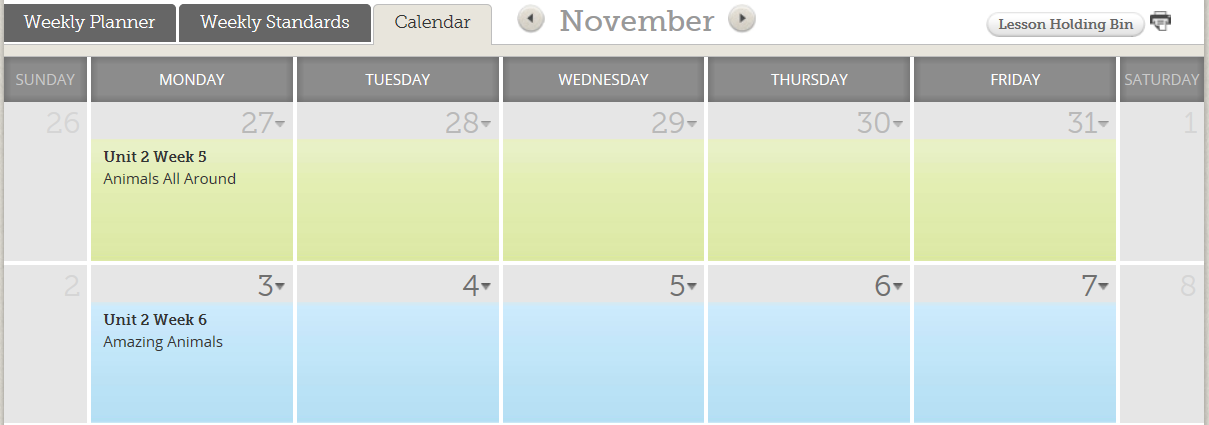 Weekly Planner Weekly Standards Calendar November Lesson Holding Bin
SUNDAY MONDAY TUESDAY WEDNESDAY THURSDAY FRIDAY SATURDAY
26 27 28 29 30 31 1
Unit 2 Week 5
Animals All Around
2 3 4 5 6 7 8
Unit 2 Week 6
Amazing Animals